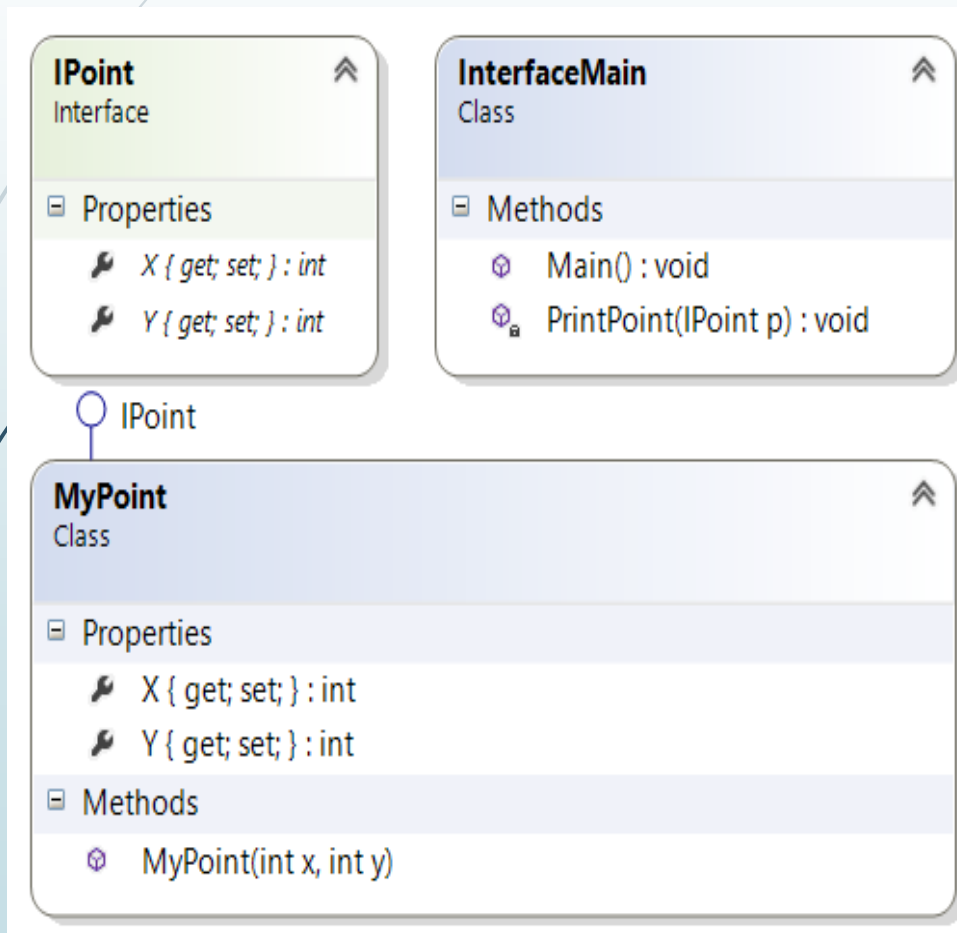 IPoint
Interface
Properties
X { get; set; } : int
Y { get; set; } : int
InterfaceMain
Class
Methods
Main() : void
PrintPoint(IPoint p) : void
IPoint
MyPoint
Class
Properties
X { get; set; } : int
Y { get; set; } : int
Methods
MyPoint(int x, int y)